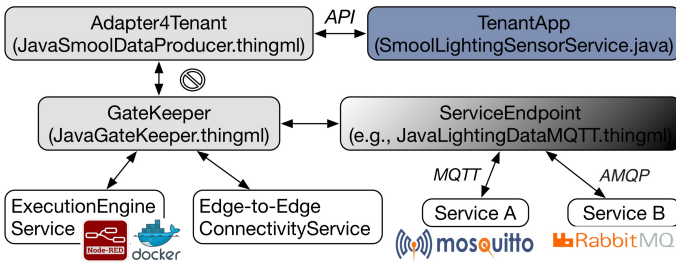 Adapter4Tenant
(JavaSmoolDataProducer.thingml)
API
TenantApp
(SmoolLightingSensorService.java)
GateKeeper
(JavaGateKeeper.thingml)
ServiceEndpoint
(e.g., JavaLightingDataMQTT.thingml)
MQTT
AMQP
ExecutionEngine
Service
Node-RED
docker
Edge-to-Edge
ConnectivityService
Service A
mosquitto
Service B
RabbitMQ